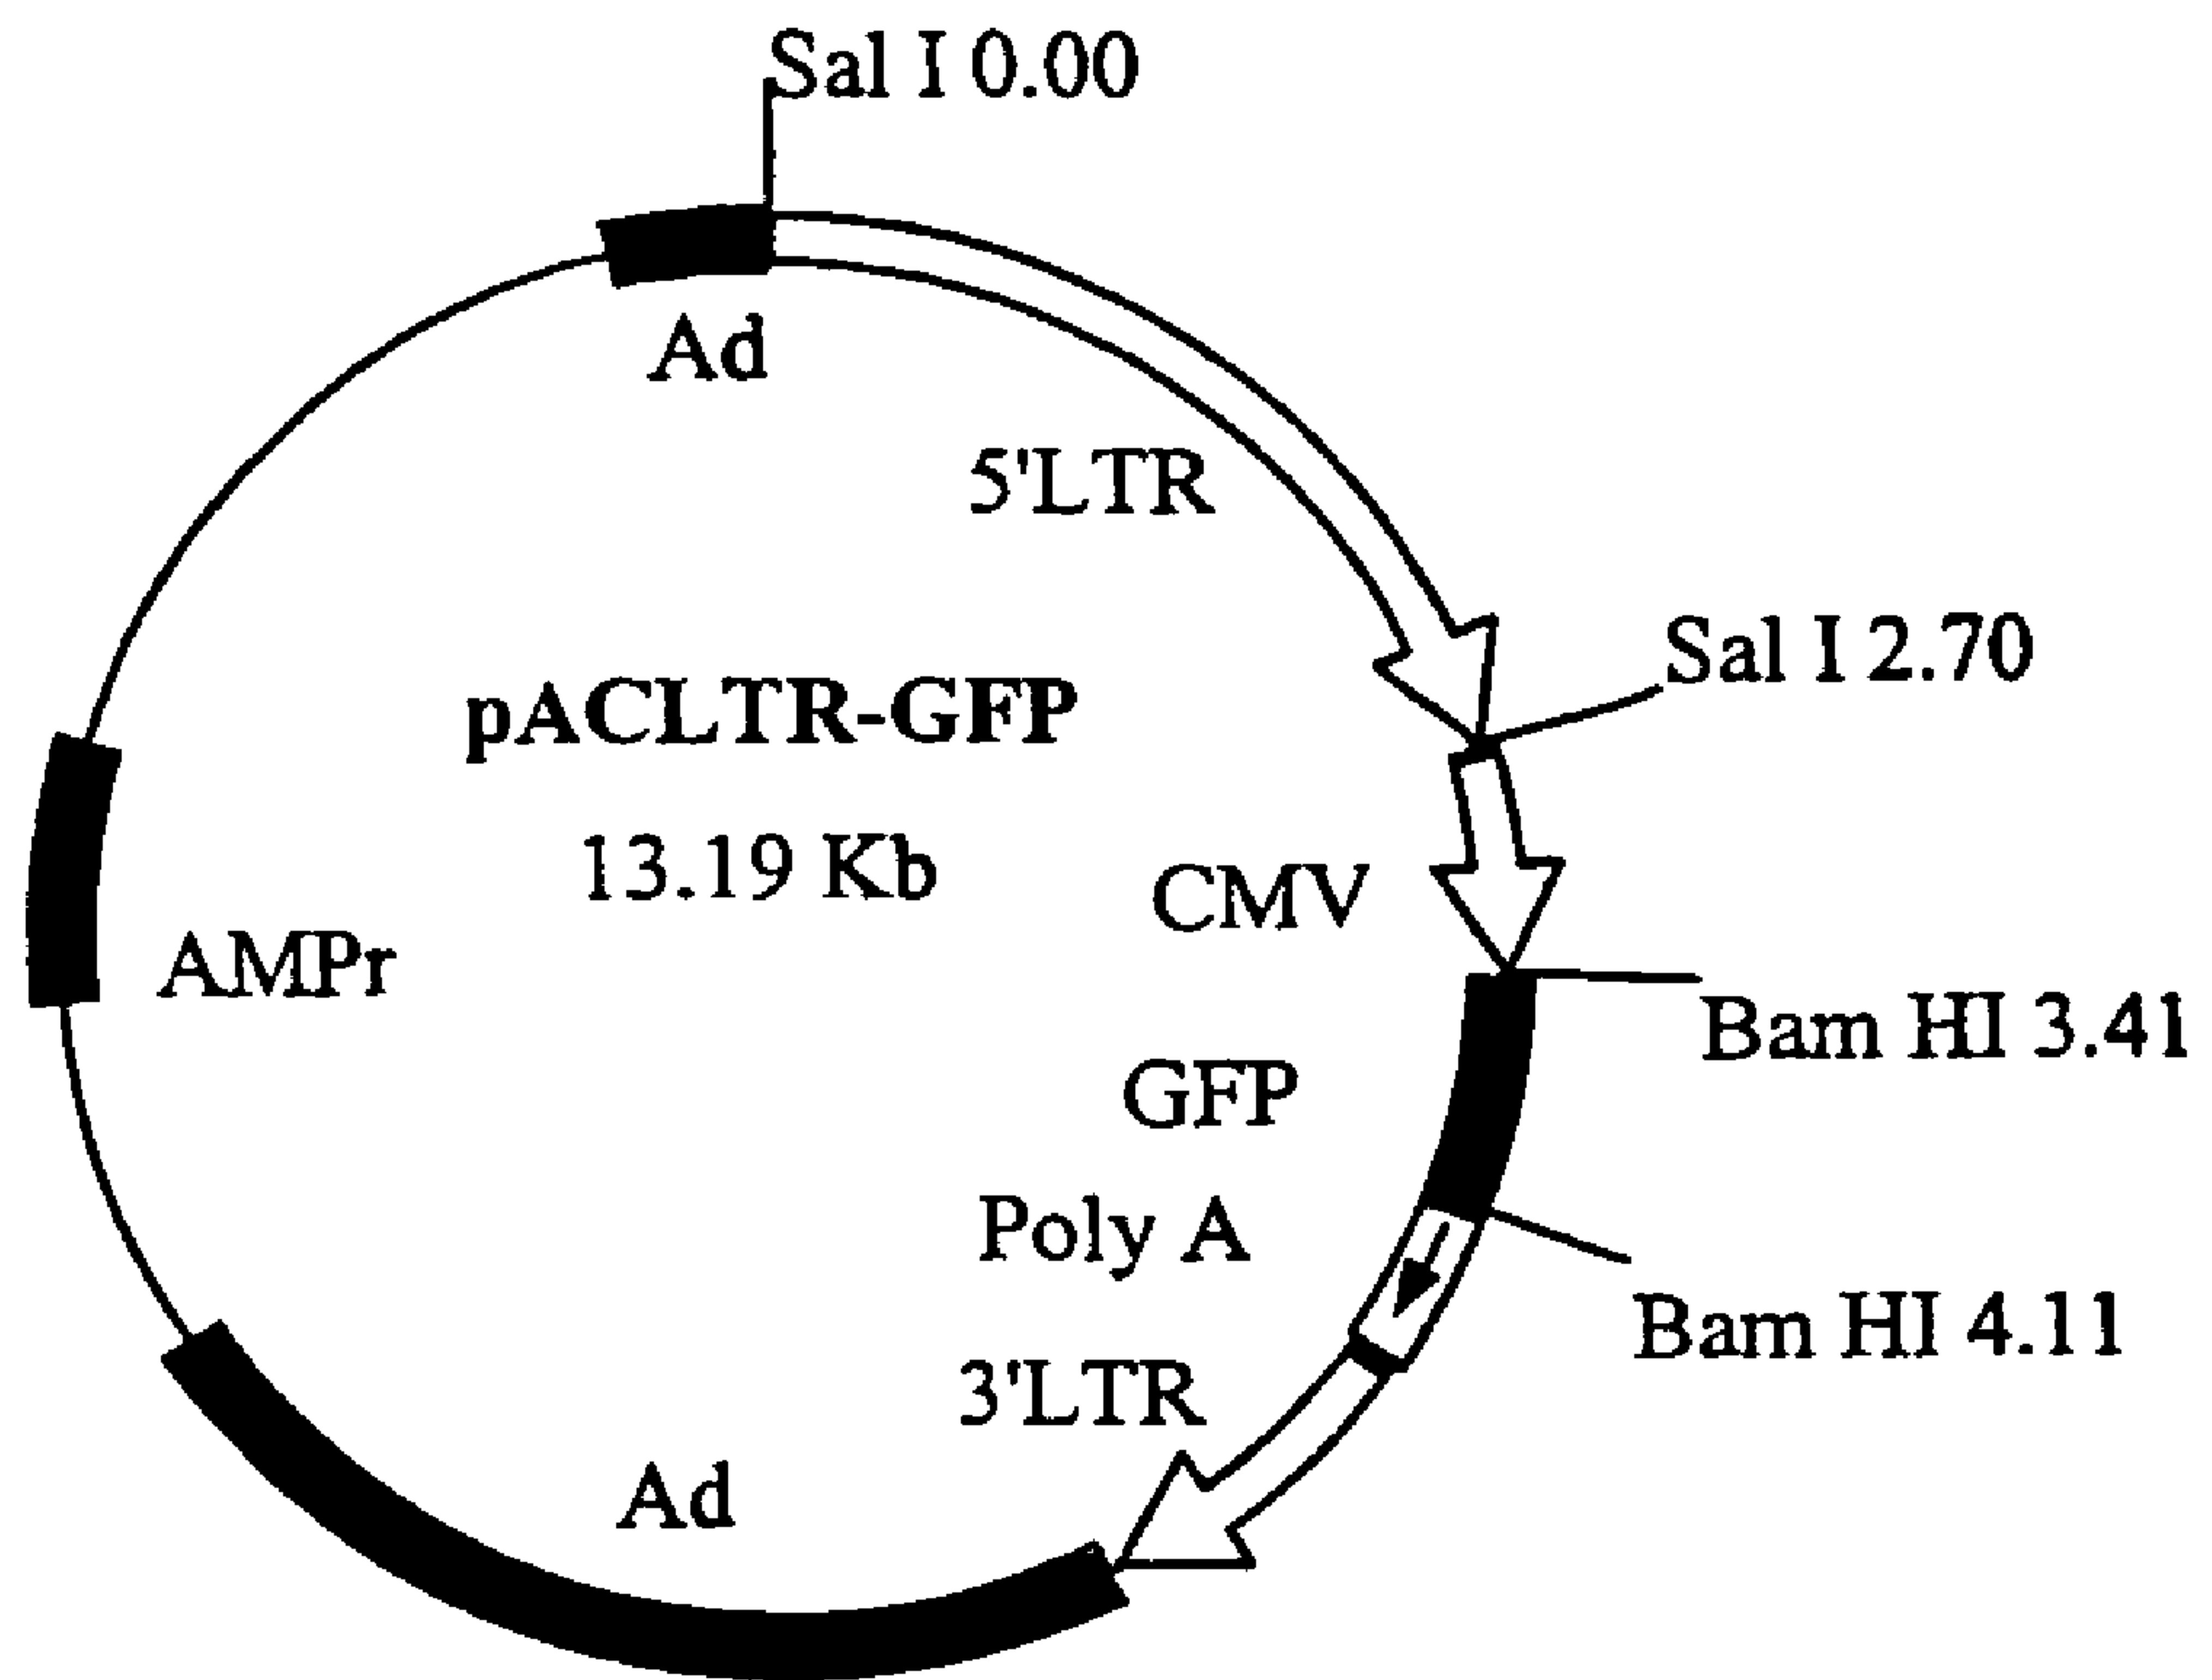 Sal I 0.00
Ad
5'LTR
Sal I 2.70
pACLTR-GFP
13.19 Kb
CMV
AMPr
Bam HI 3.41
GFP
Poly A
Bam HI 4.11
3'LTR
Ad